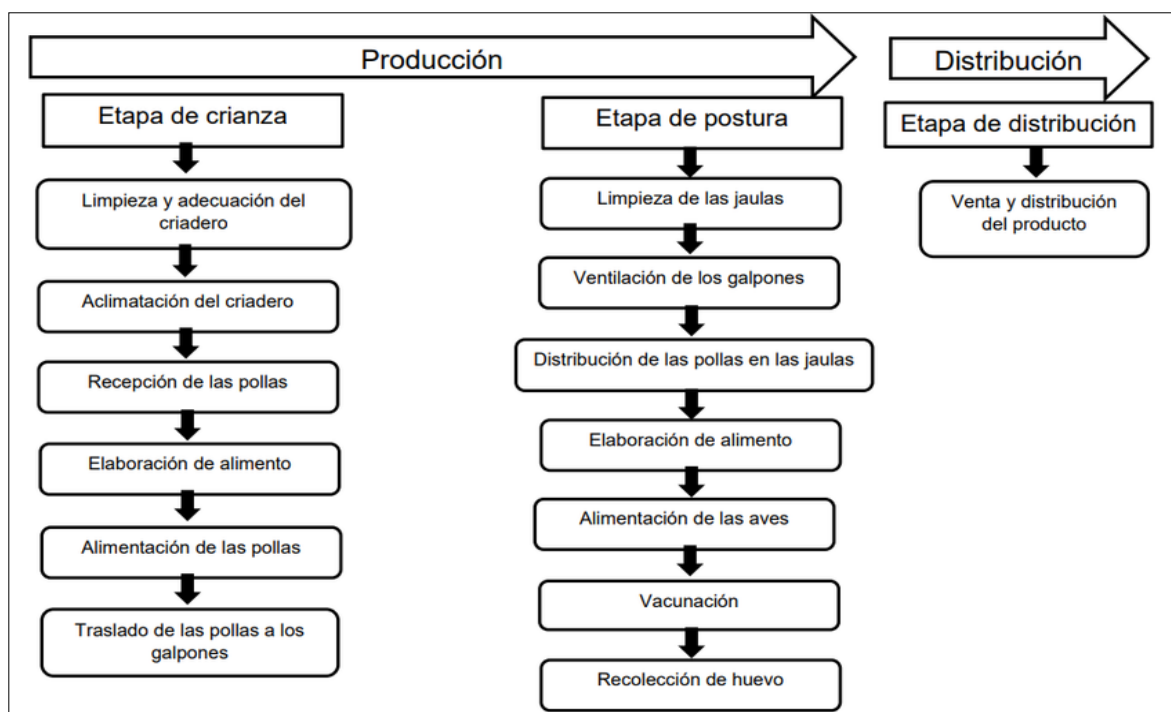 Producción
Distribución
Etapa de crianza
Limpieza y adecuación del
criadero
Aclimatación del criadero
Recepción de las pollas
Elaboración de alimento
Alimentación de las pollas
Traslado de las pollas a los
galpones
Etapa de postura
Limpieza de las jaulas
Ventilación de los galpones
Distribución de las pollas en las jaulas
Elaboración de alimento
Alimentación de las aves
Vacunación
Recolección de huevo
Etapa de distribución
Venta y distribución
del producto